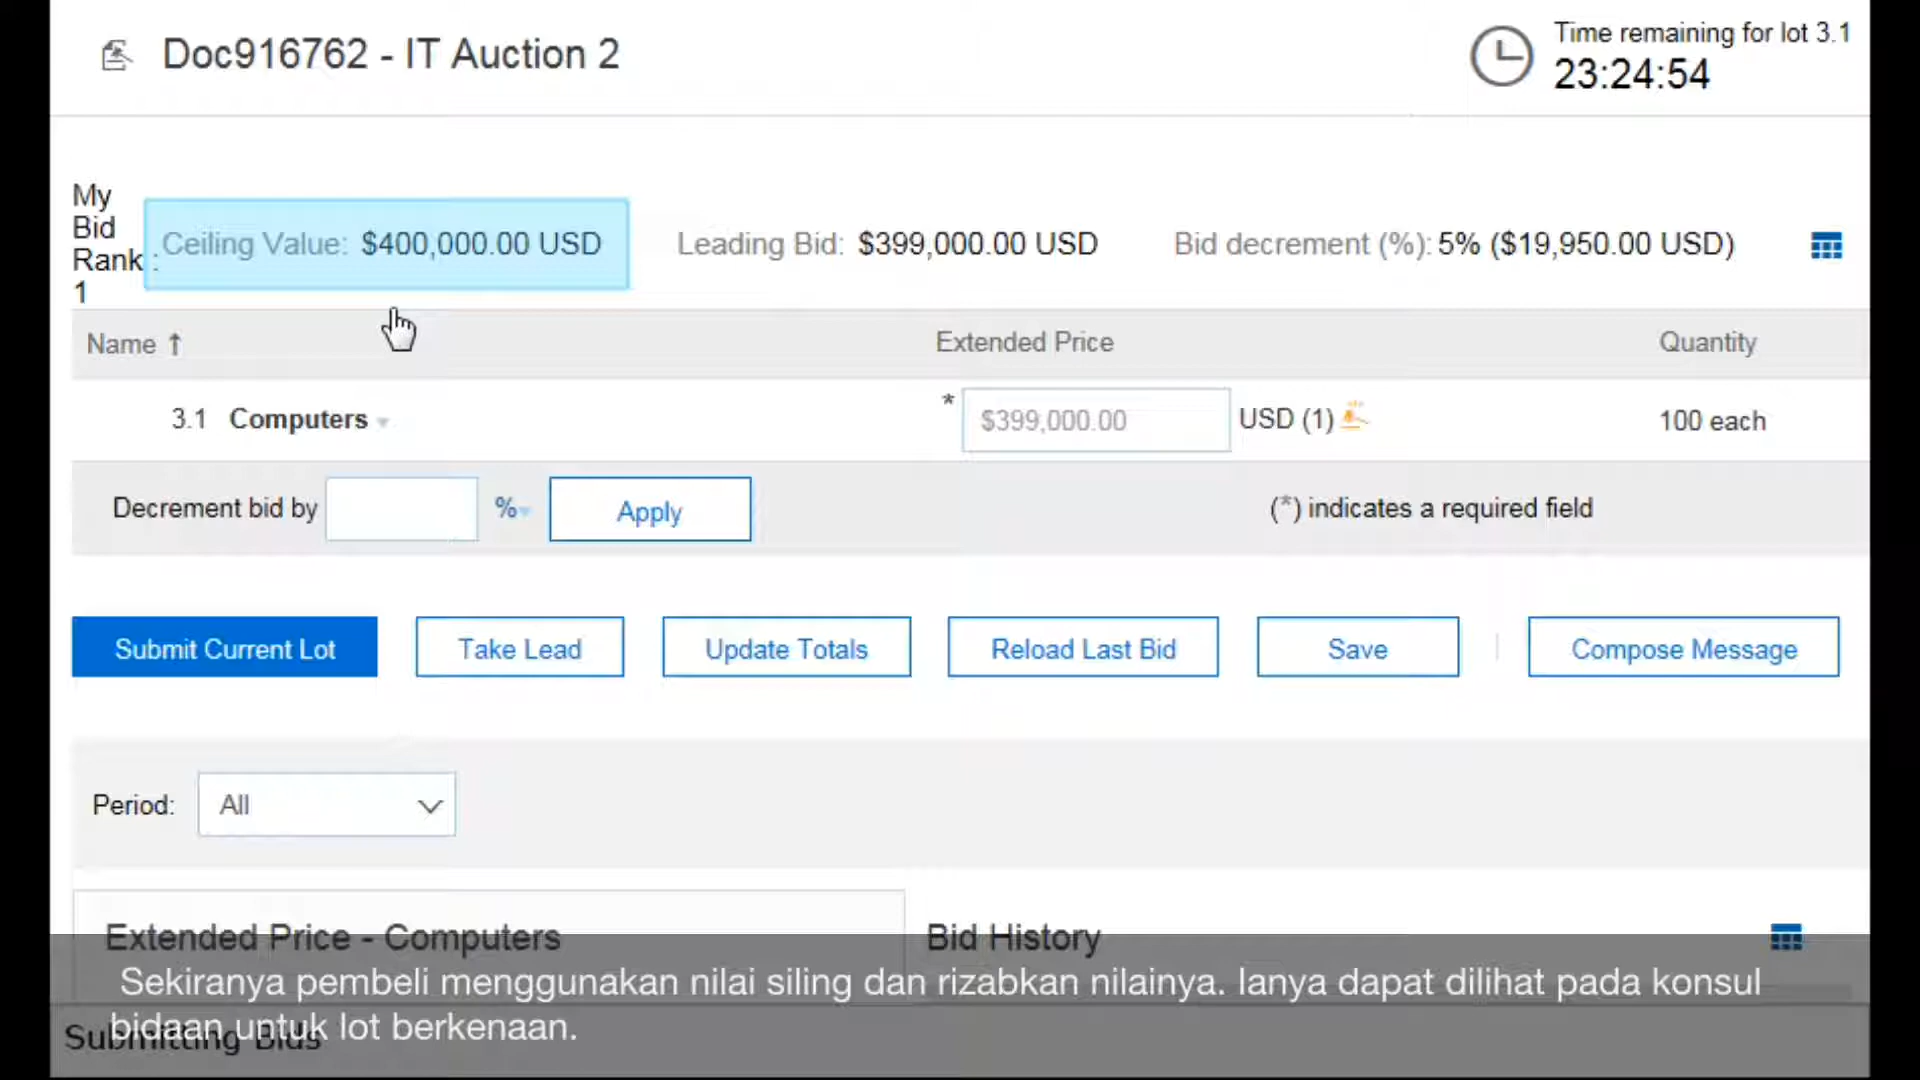 Doc916762 - IT Auction 2
Time remaining for lot 3.1
23:24:54
My
Bid
Rank :
1
Ceiling Value: $400,000.00 USD
Leading Bid: $399,000.00 USD
Bid decrement (%): 5% ($19,950.00 USD)
Name ↑
Extended Price
Quantity
3.1 Computers
* $399,000.00 USD (1)
100 each
Decrement bid by
%
Apply
(*) indicates a required field
Submit Current Lot
Take Lead
Update Totals
Reload Last Bid
Save
Compose Message
Period:
All
Extended Price - Computers
Bid History
Sekiranya pembeli menggunakan nilai siling dan rizabkan nilainya. Ianya dapat dilihat pada konsul
bidaan untuk lot berkenaan.
Submitting Bids